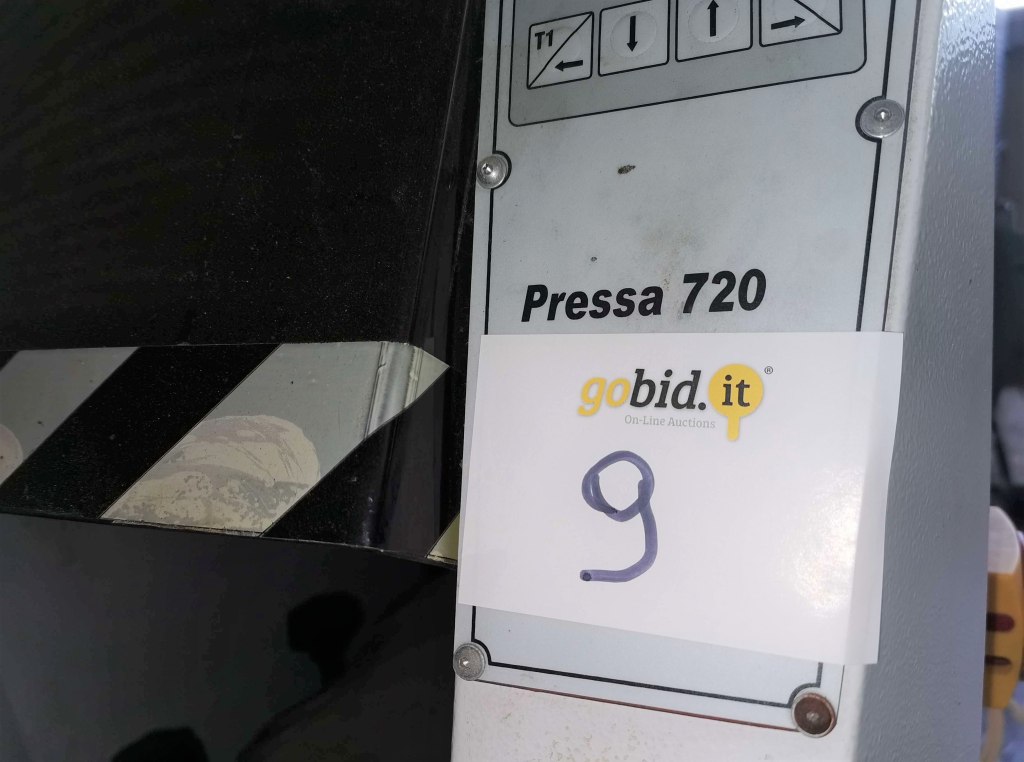 T1
Pressa 720
gobid.it®
On-Line Auctions
9